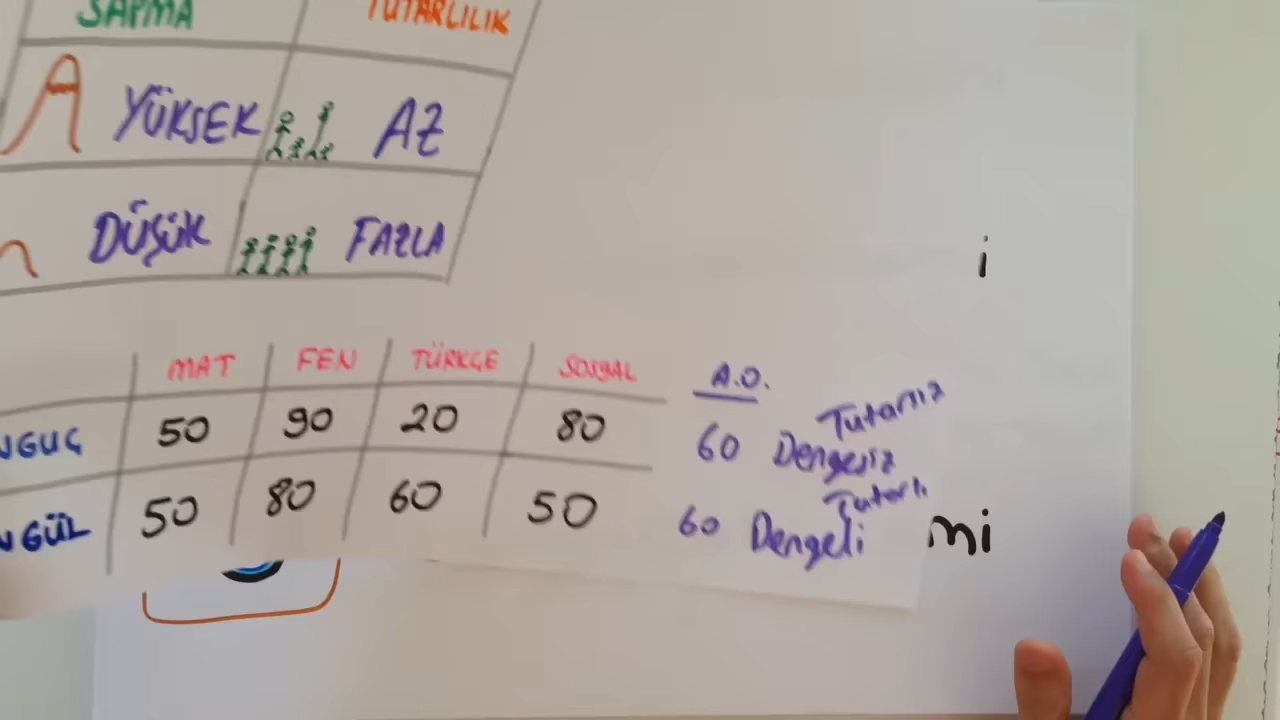 SAPMA TUTARLILIK
YÜKSEK AZ
DÜŞÜK FAZLA
i
MAT FEN TÜRKÇE SOSYAL A.O.
NGUÇ 50 90 20 80 60 Dengesiz Tutarsız
NGÜL 50 80 60 50 60 Dengeli Tutarlı
mi